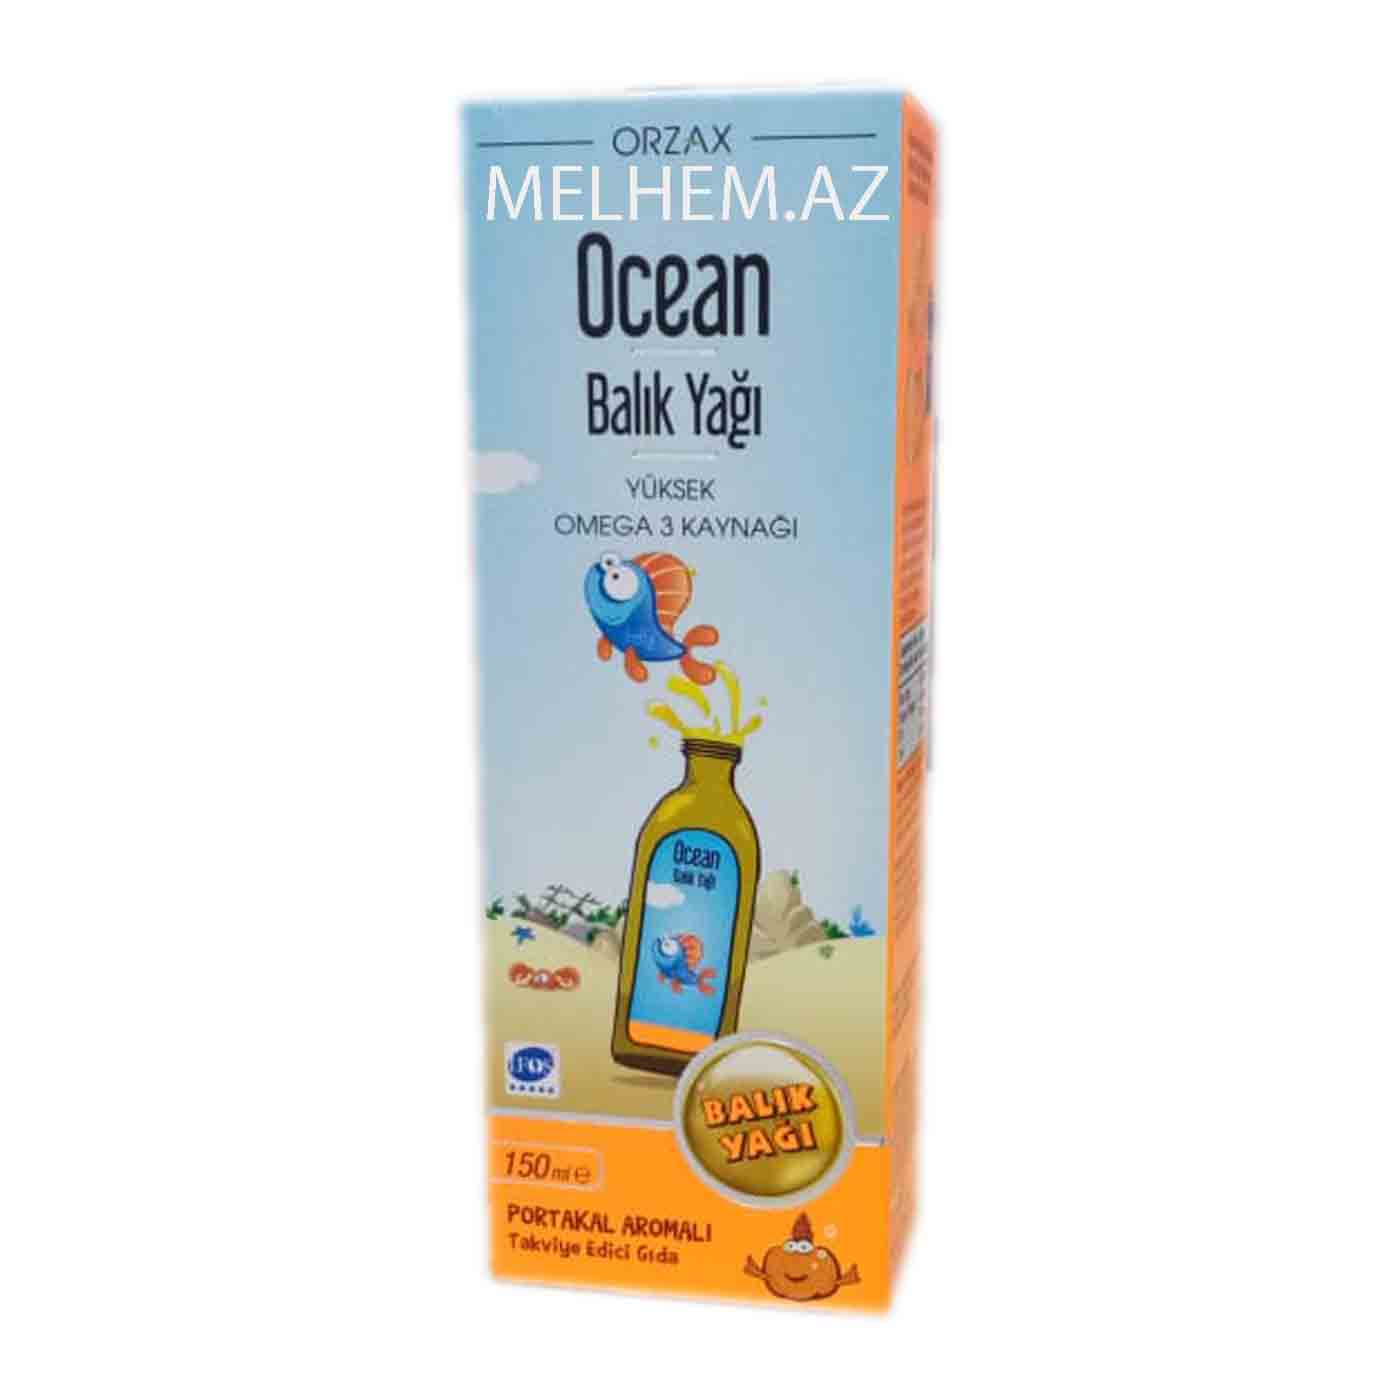 ORZAX
MELHEM.AZ
Ocean
Balık Yağı
YÜKSEK
OMEGA 3 KAYNAĞI
Ocean
Balık Yağı
IFOS
BALIK
YAĞI
150 ml ℮
PORTAKAL AROMALI
Takviye Edici Gıda